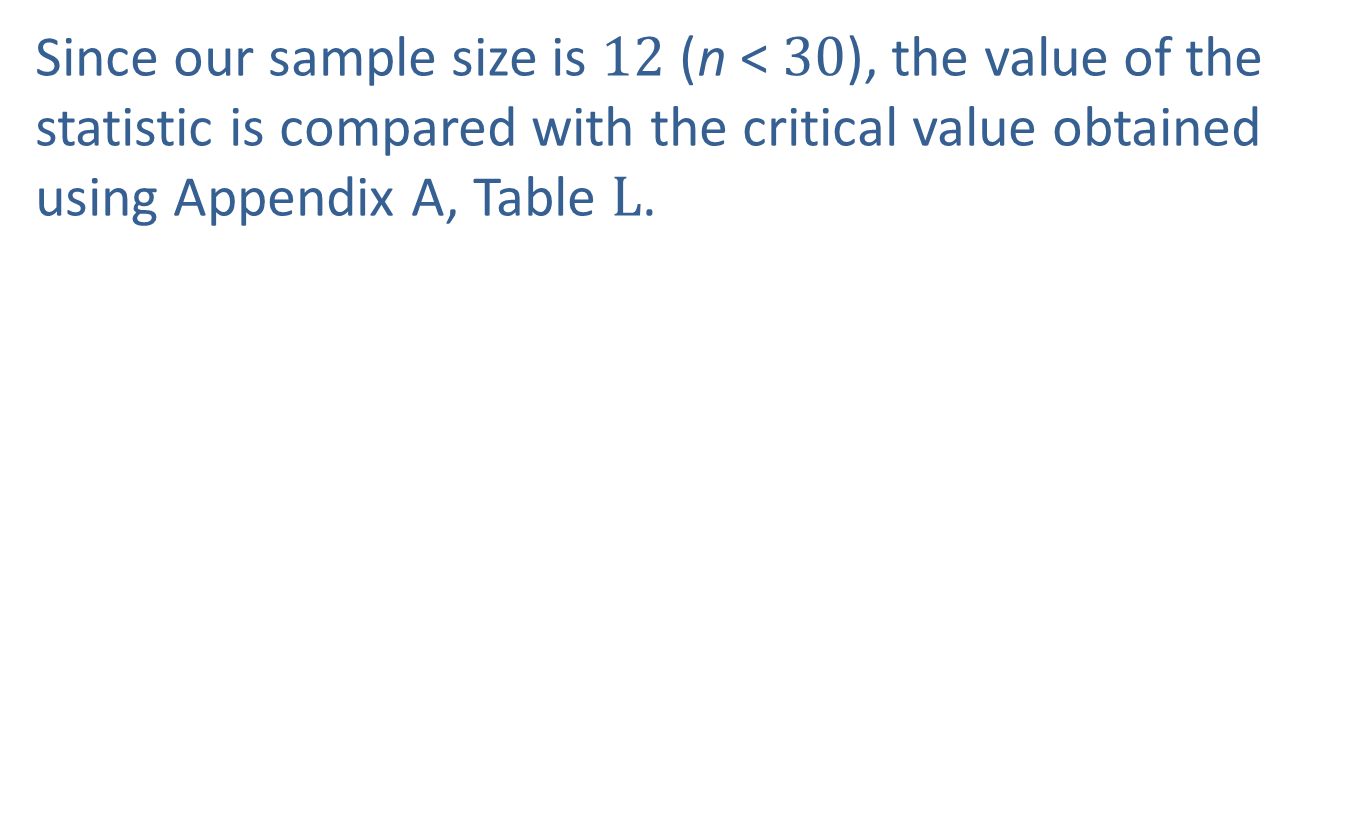 Since our sample size is 12 (n < 30), the value of the
statistic is compared with the critical value obtained
using Appendix A, Table L.